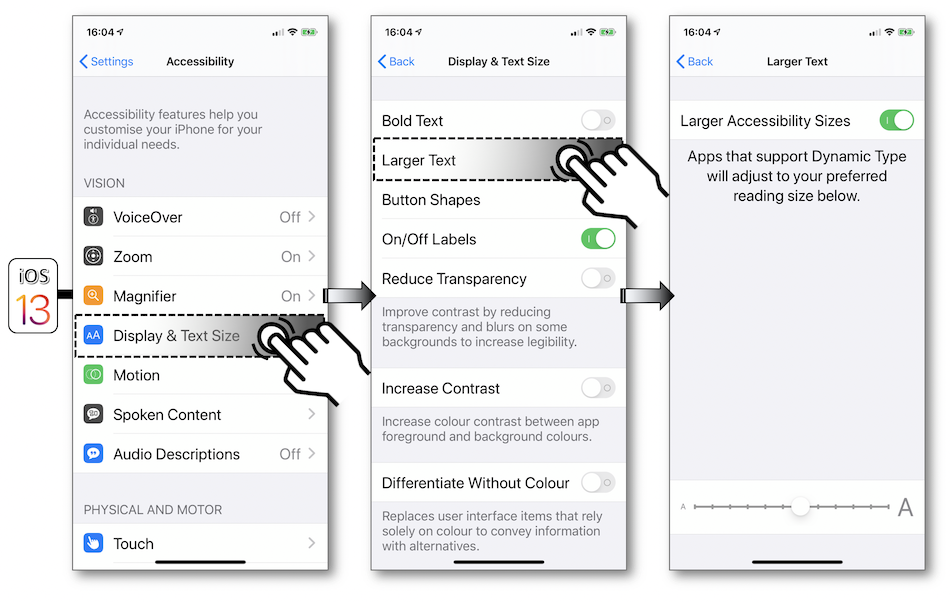 iOS
13
16:04
Settings
Accessibility
Accessibility features help you
customise your iPhone for your
individual needs.
VISION
VoiceOver Off
Zoom On
Magnifier On
AA Display & Text Size
Motion
Spoken Content
Audio Descriptions Off
PHYSICAL AND MOTOR
Touch
16:04
Back
Display & Text Size
Bold Text
Larger Text
Button Shapes
On/Off Labels
Reduce Transparency
Improve contrast by reducing
transparency and blurs on some
backgrounds to increase legibility.
Increase Contrast
Increase colour contrast between app
foreground and background colours.
Differentiate Without Colour
Replaces user interface items that rely
solely on colour to convey information
with alternatives.
16:04
Back
Larger Text
Larger Accessibility Sizes
Apps that support Dynamic Type
will adjust to your preferred
reading size below.
A A